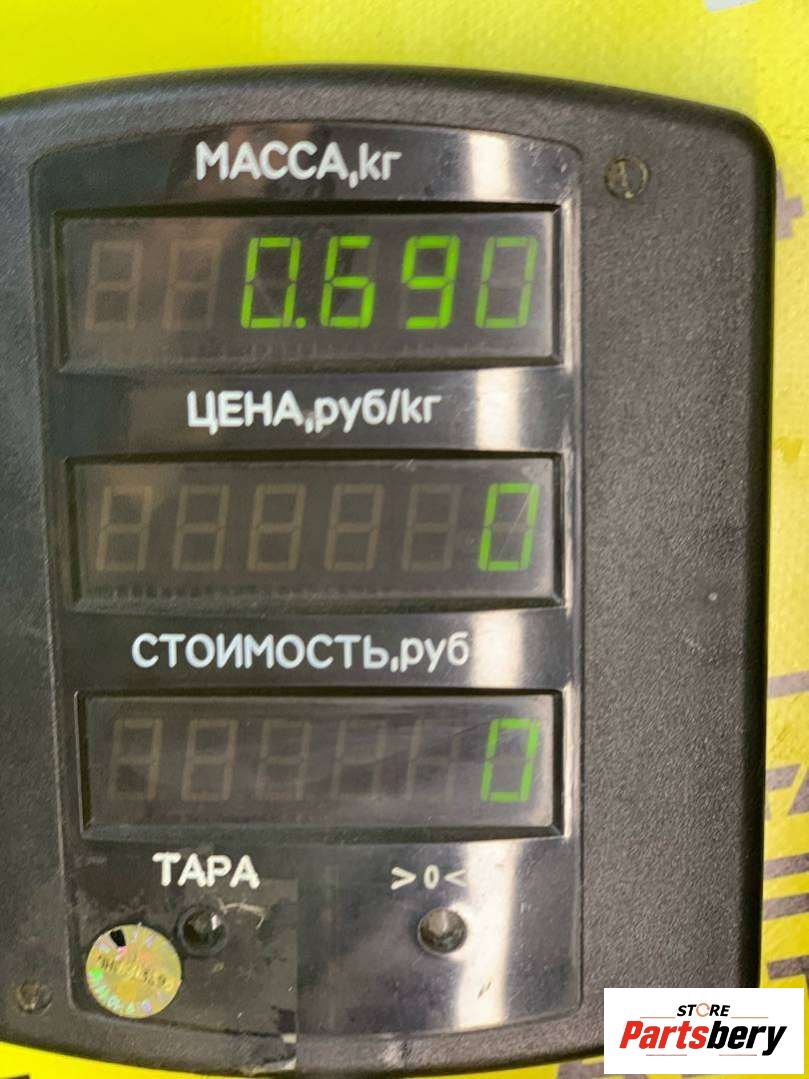 МАССА,кг
0.690
ЦЕНА,руб/кг
0
СТОИМОСТЬ,руб
0
ТАРА >0<
STORE
Partsbery